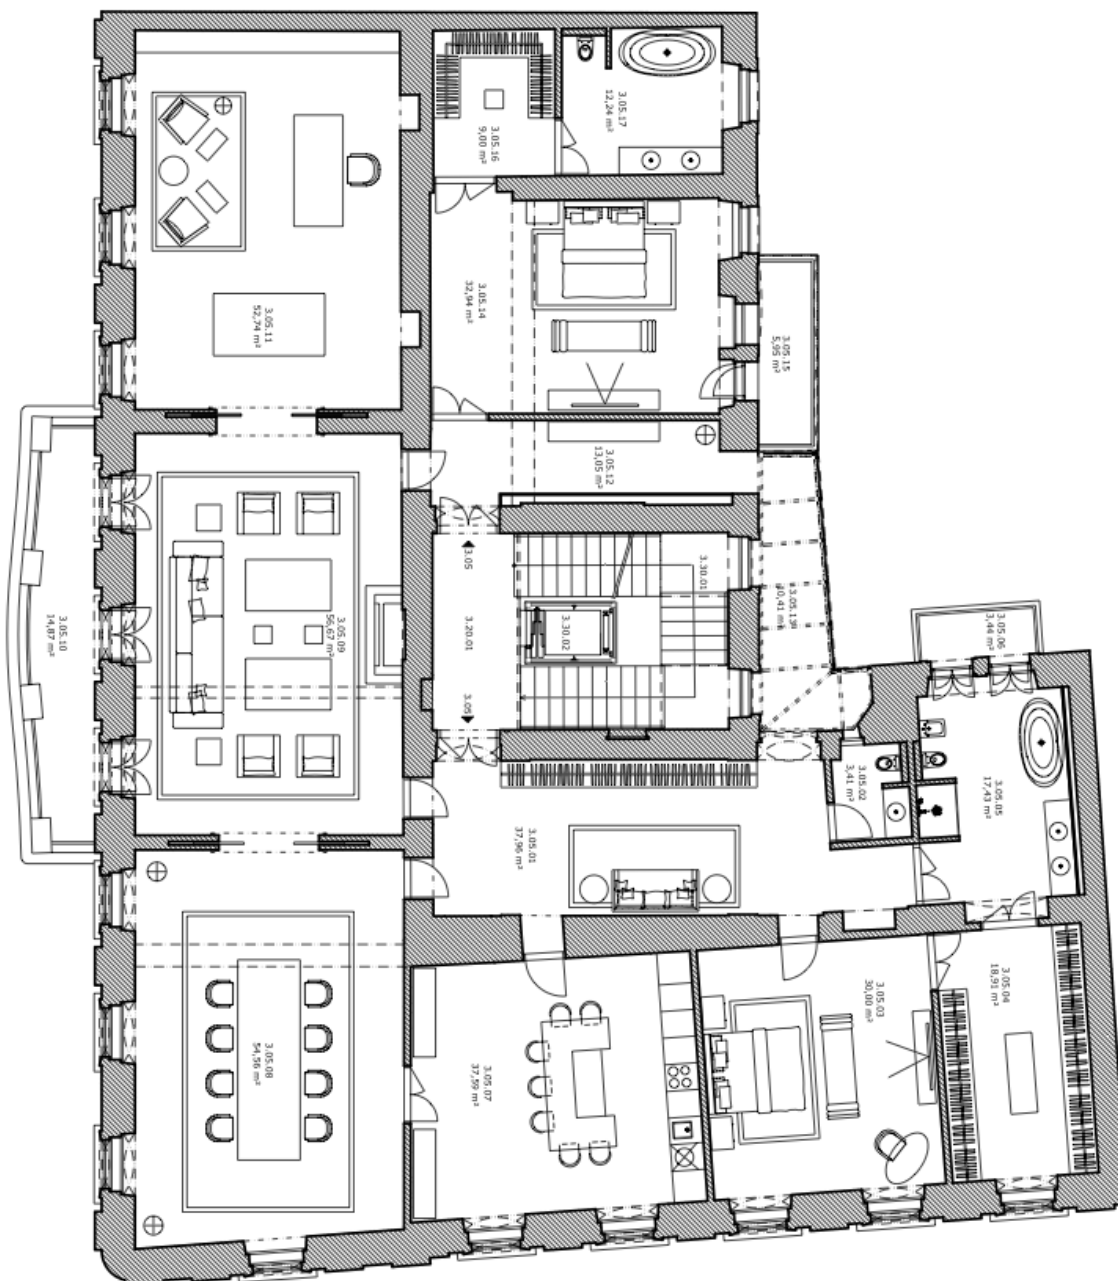 3.05.17
12,24 m²
3.05.16
9,00 m²
3.05.14
32,94 m²
3.05.11
52,74 m²
3.05.15
5,95 m²
3.05.12
13,05 m²
3.05
3.20.01
3.05
3.30.01
3.30.02
3.05.13
10,41 m²
3.05.06
3,44 m²
3.05.10
14,87 m²
3.05.09
56,67 m²
3.05.02
3,41 m²
3.05.05
17,43 m²
3.05.01
37,96 m²
3.05.04
18,91 m²
3.05.03
30,00 m²
3.05.08
54,56 m²
3.05.07
37,59 m²